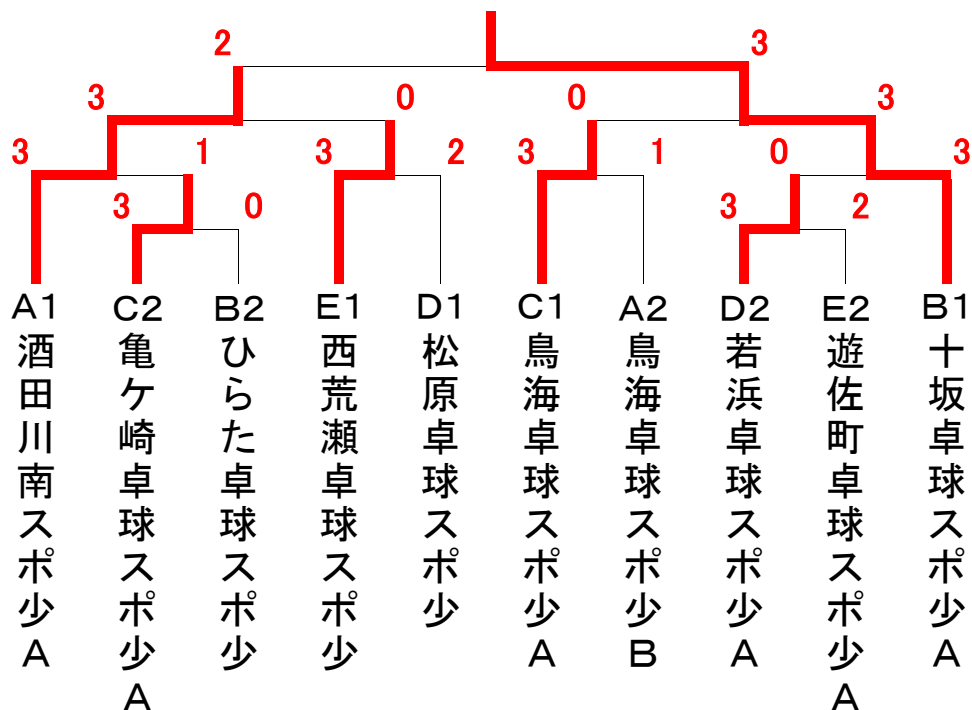 2 3
3 0 0 3
3 1 3 2 3 1 0 3
3 0 3 2
A1 C2 B2 E1 D1 C1 A2 D2 E2 B1
酒田川南スポ少A
亀ケ崎卓球スポ少A
ひらた卓球スポ少
西荒瀬卓球スポ少
松原卓球スポ少
鳥海卓球スポ少A
鳥海卓球スポ少B
若浜卓球スポ少A
遊佐町卓球スポ少A
十坂卓球スポ少A